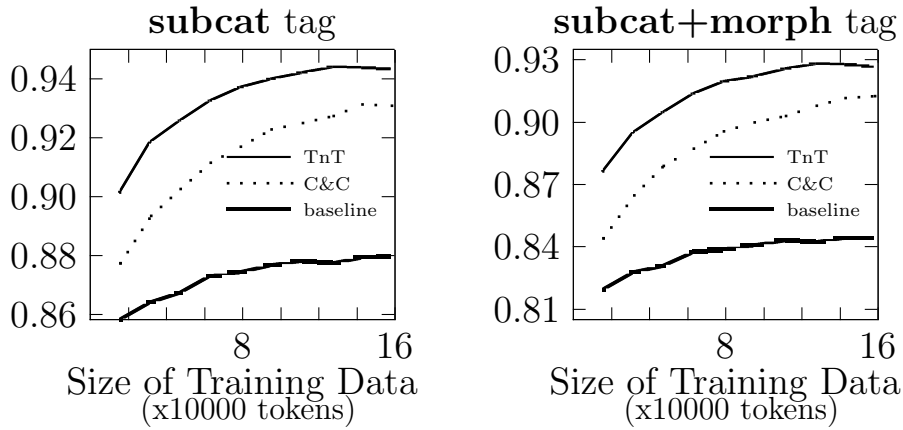 subcat tag
0.94
0.92
0.90
0.88
0.86
TnT
C&C
baseline
8
16
Size of Training Data
(x10000 tokens)
subcat+morph tag
0.93
0.90
0.87
0.84
0.81
TnT
C&C
baseline
8
16
Size of Training Data
(x10000 tokens)